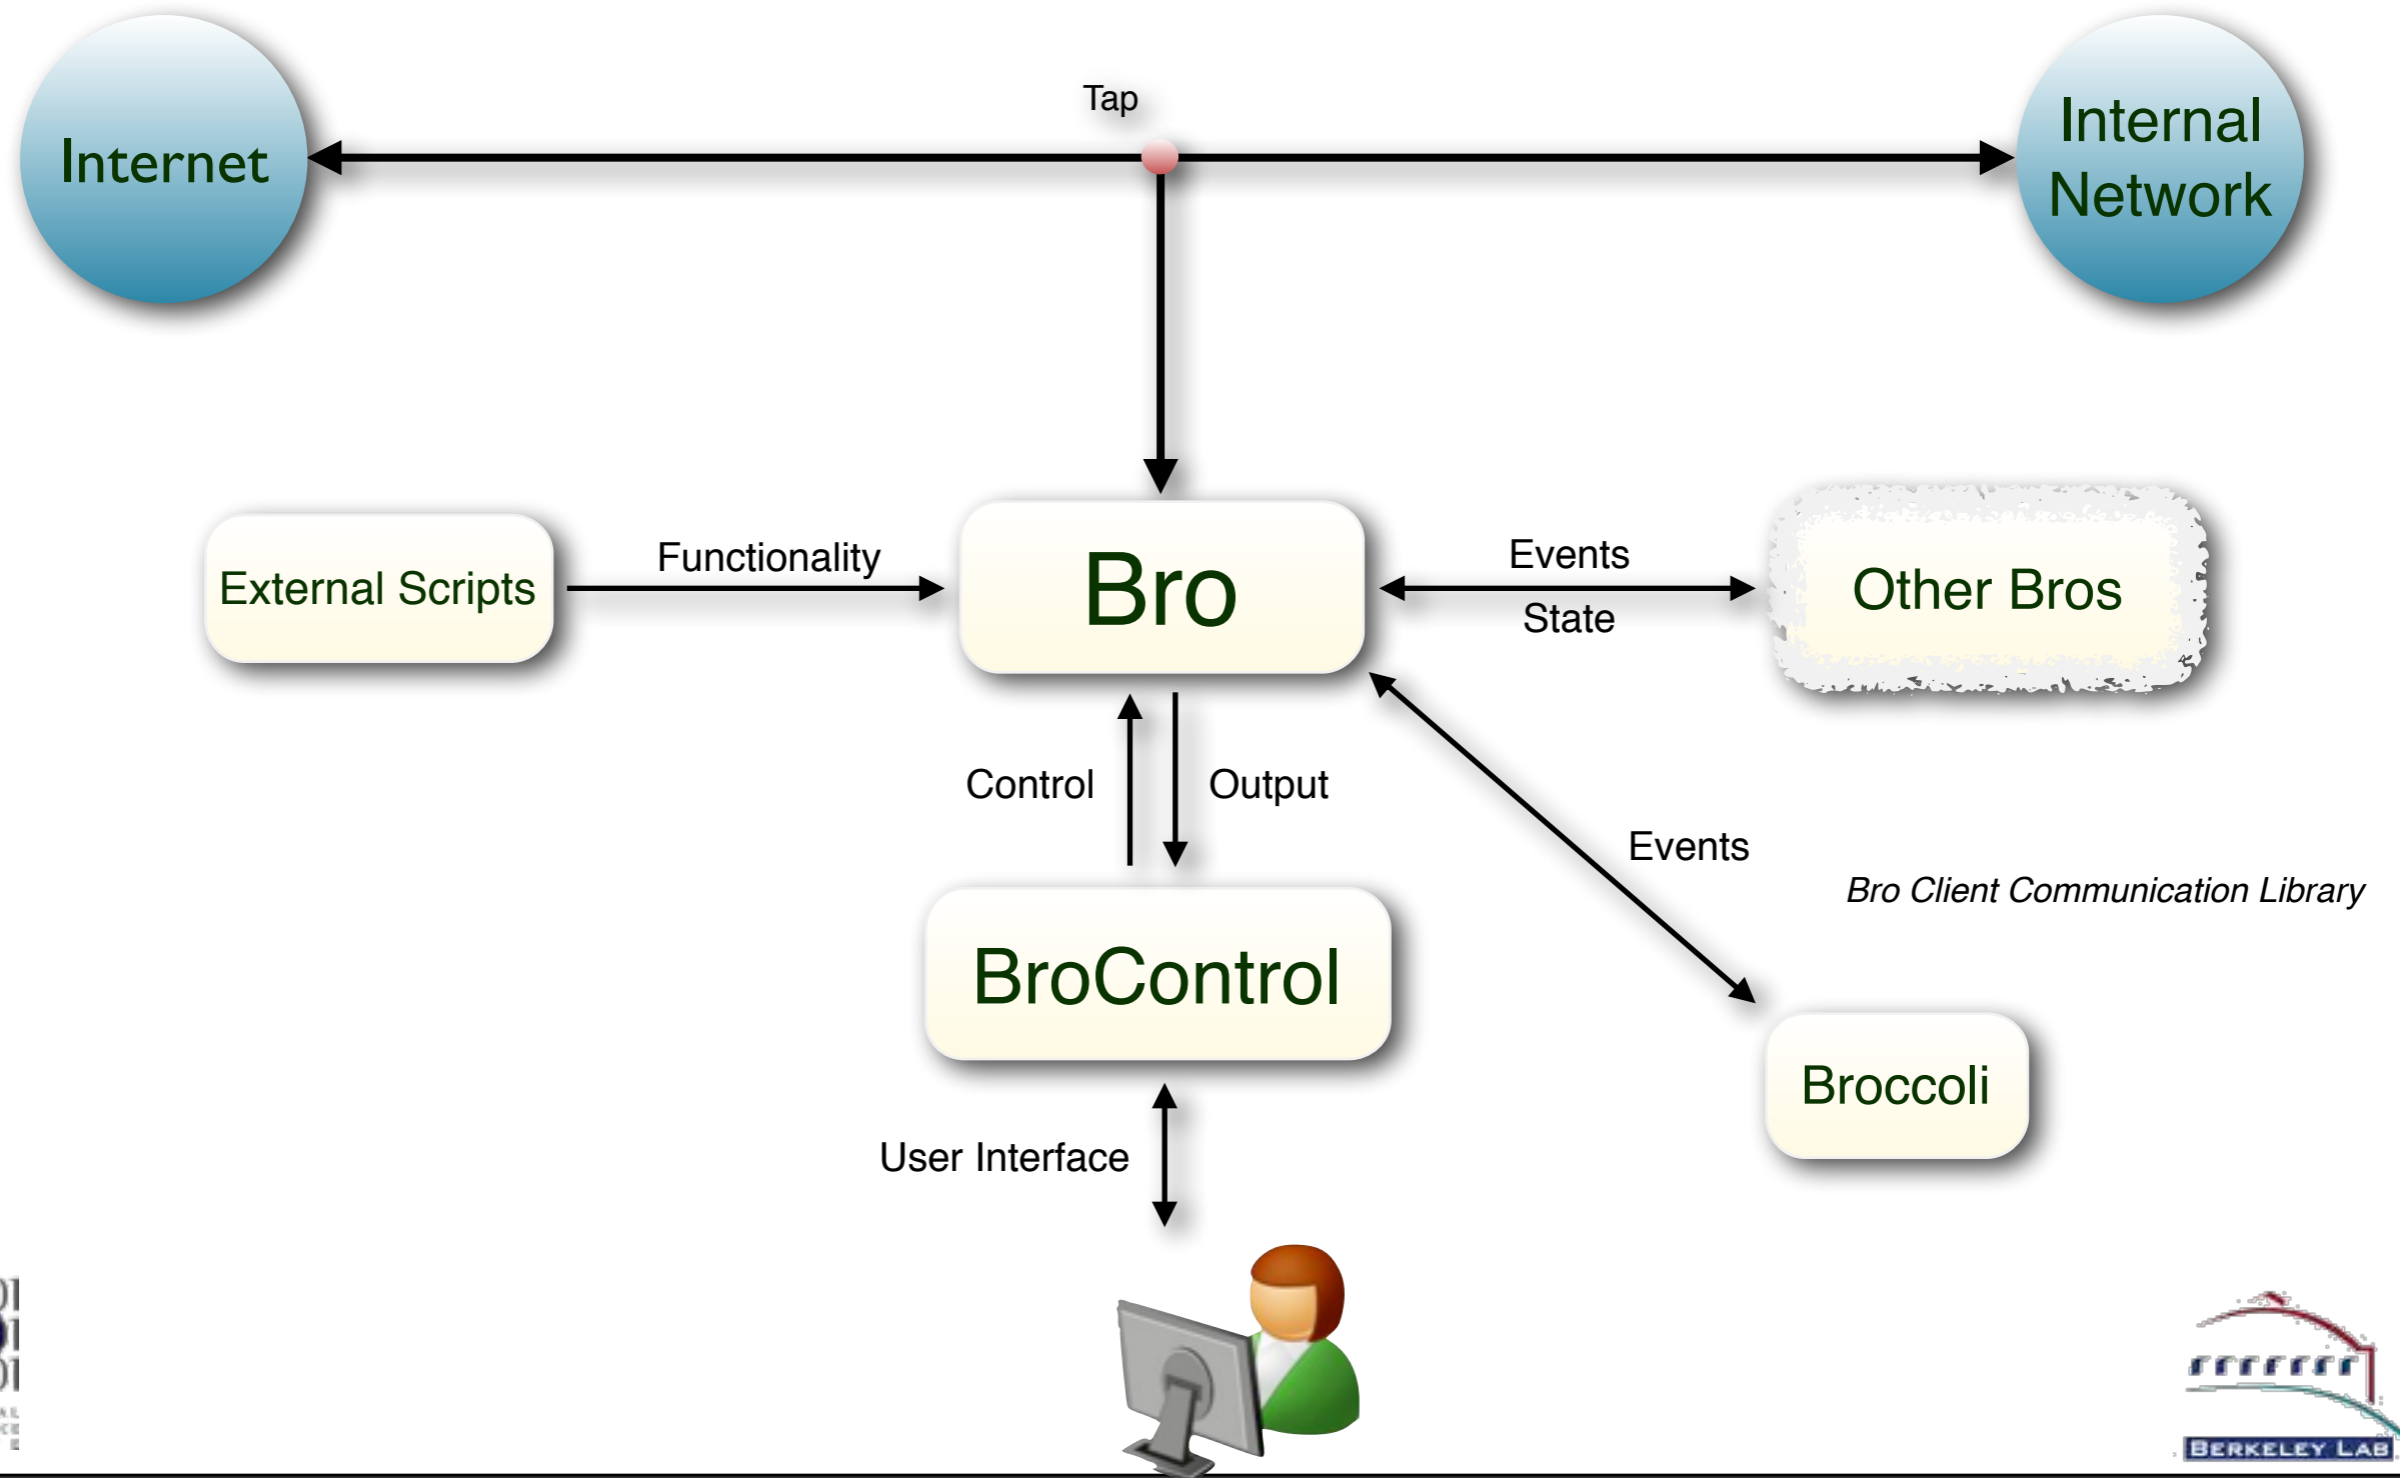 Tap
Internet
Internal
Network
External Scripts
Functionality
Bro
Events
State
Other Bros
Control
Output
Events
Bro Client Communication Library
BroControl
Broccoli
User Interface
BERKELEY LAB